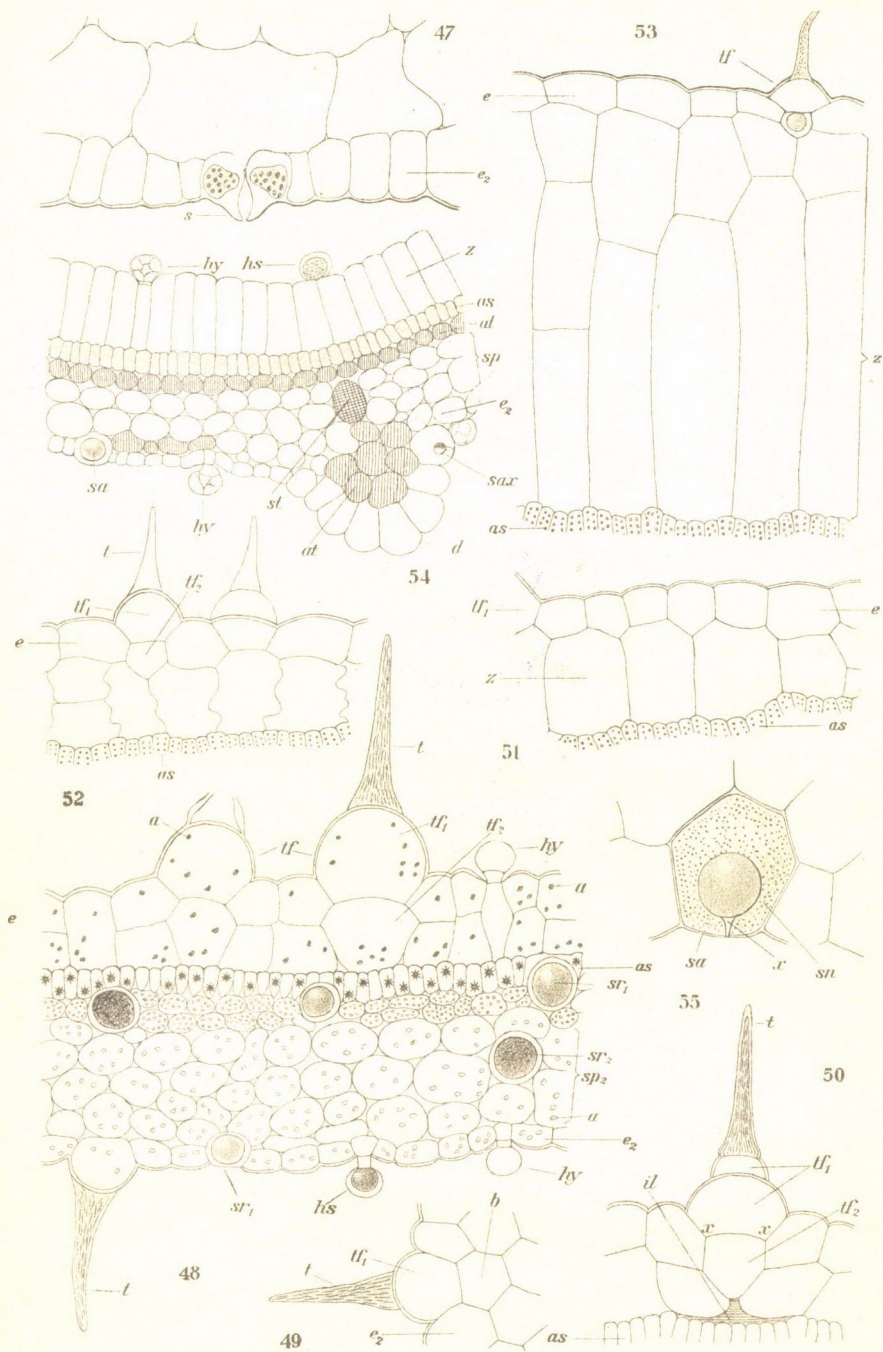 47
e₂
s
53
tf
e
z
as
hy
hs
z
as
at
sp
e₂
sa
hy
st
at
sax
d
54
t
tf₁
tf₂
e
as
52
tf₁
e
z
as
51
a
tf
t
tf₁
tf₂
hy
a
e
as
sr₁
sr₂
sp₂
a
e₂
hy
sr₁
hs
t
48
sa
x
sn
55
t
50
tf₁
tf₂
il
x
x
as
b
tf₁
t
e₂
49